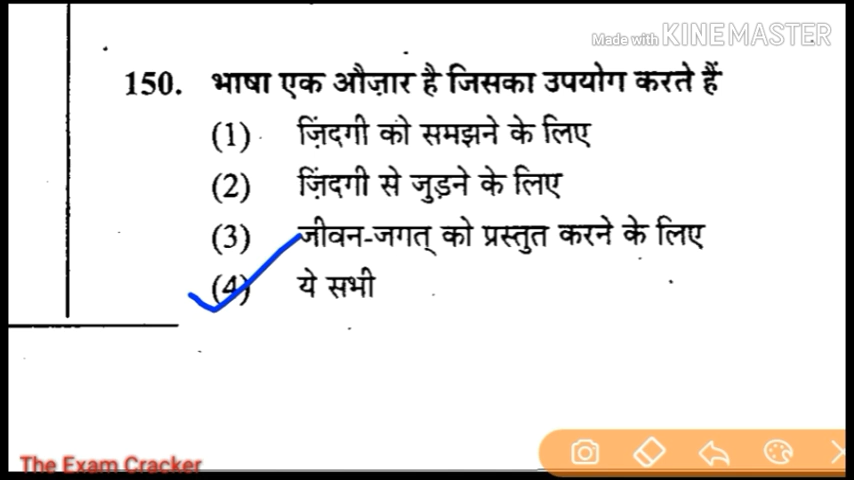 Made with KINEMASTER
150. भाषा एक औज़ार है जिसका उपयोग करते हैं
(1) ज़िंदगी को समझने के लिए
(2) ज़िंदगी से जुड़ने के लिए
(3) जीवन-जगत् को प्रस्तुत करने के लिए
(4) ये सभी
The Exam Cracker